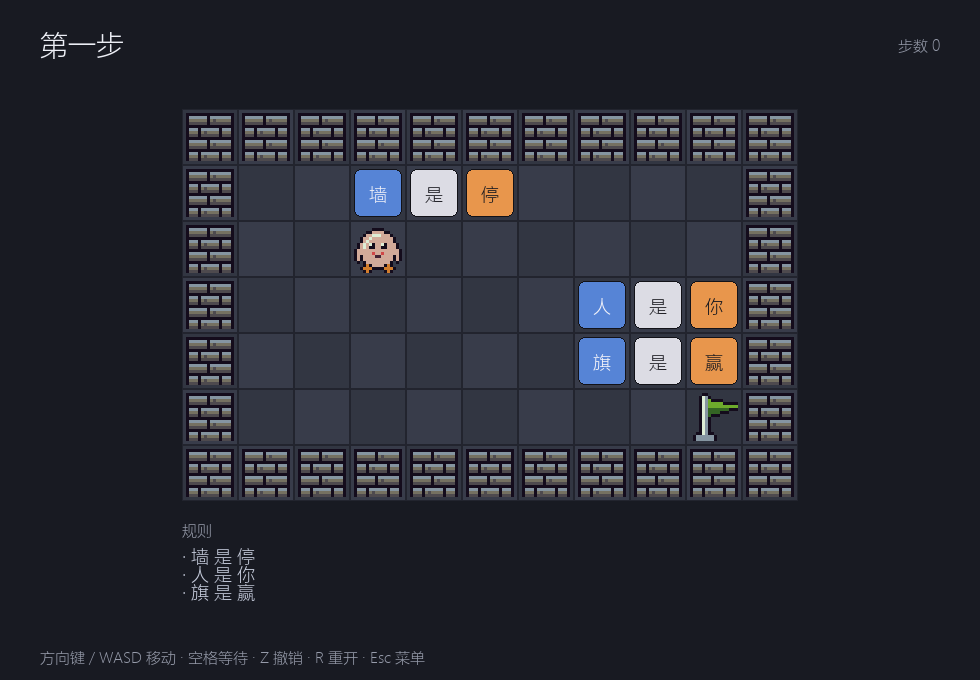 第一步
步数 0
墙 是 停
人 是 你
旗 是 赢
规则
· 墙 是 停
· 人 是 你
· 旗 是 赢
方向键 / WASD 移动 · 空格等待 · Z 撤销 · R 重开 · Esc 菜单